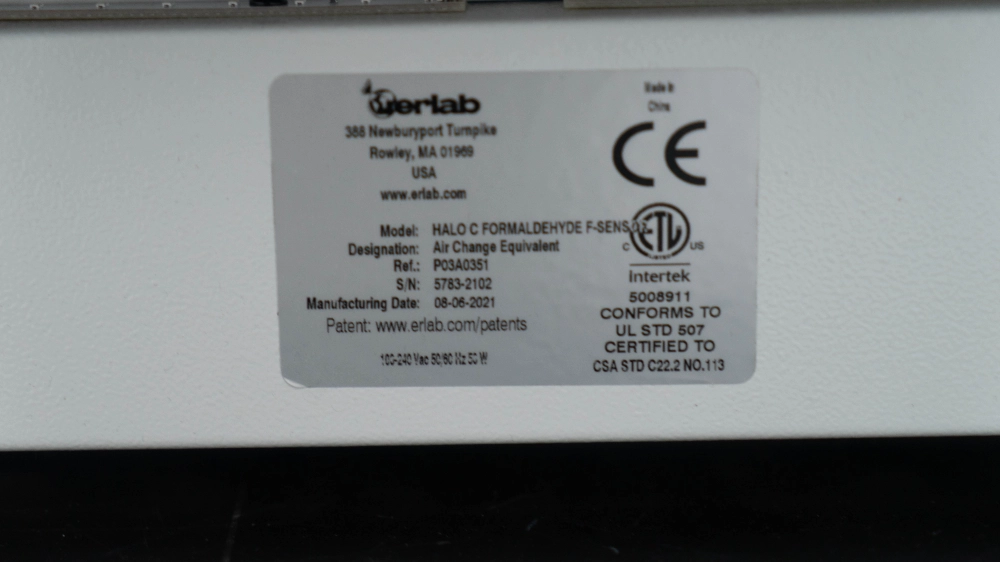 erlab
388 Newburyport Turnpike
Rowley, MA 01969
USA
www.erlab.com
Model: HALO C FORMALDEHYDE F-SENS
Designation: Air Change Equivalent
Ref.: P03A0351
S/N: 5783-2102
Manufacturing Date: 08-06-2021
Patent: www.erlab.com/patents
100-240 Vac 50/60 Hz 50 W
Made in
China
CE
C ETL US
Intertek
5008911
CONFORMS TO
UL STD 507
CERTIFIED TO
CSA STD C22.2 NO.113